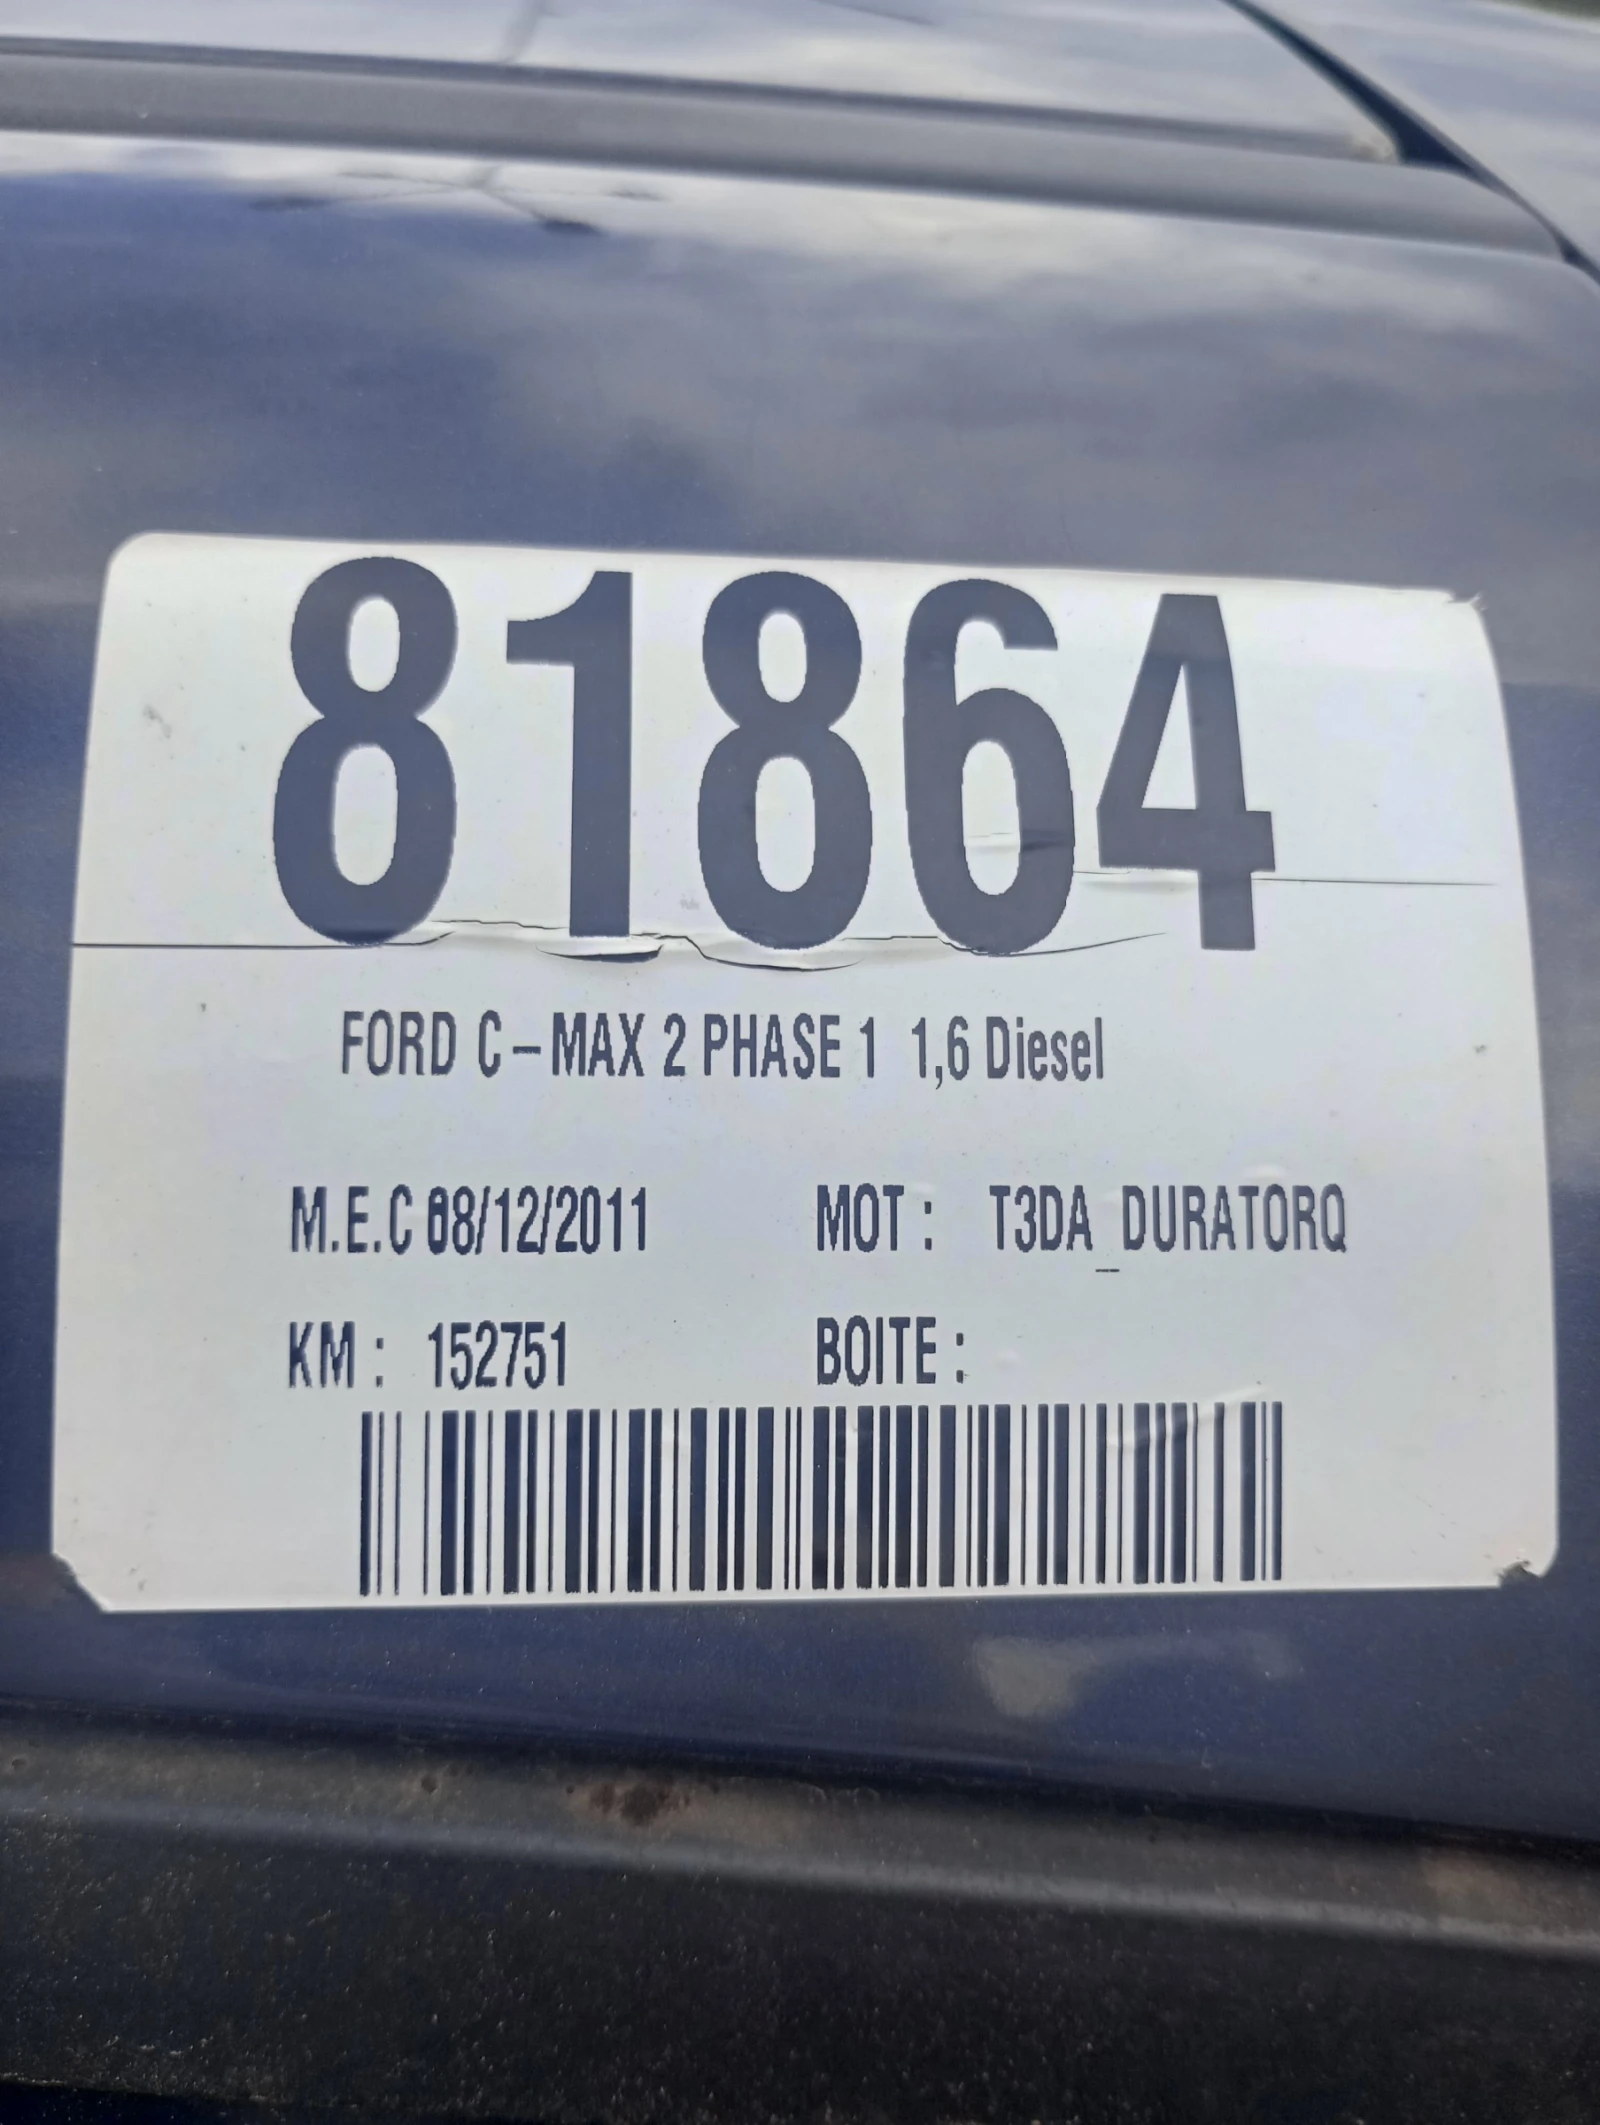 81864
FORD C-MAX 2 PHASE 1 1,6 Diesel
M.E.C 08/12/2011 MOT : T3DA_DURATORQ
KM : 152751 BOITE :